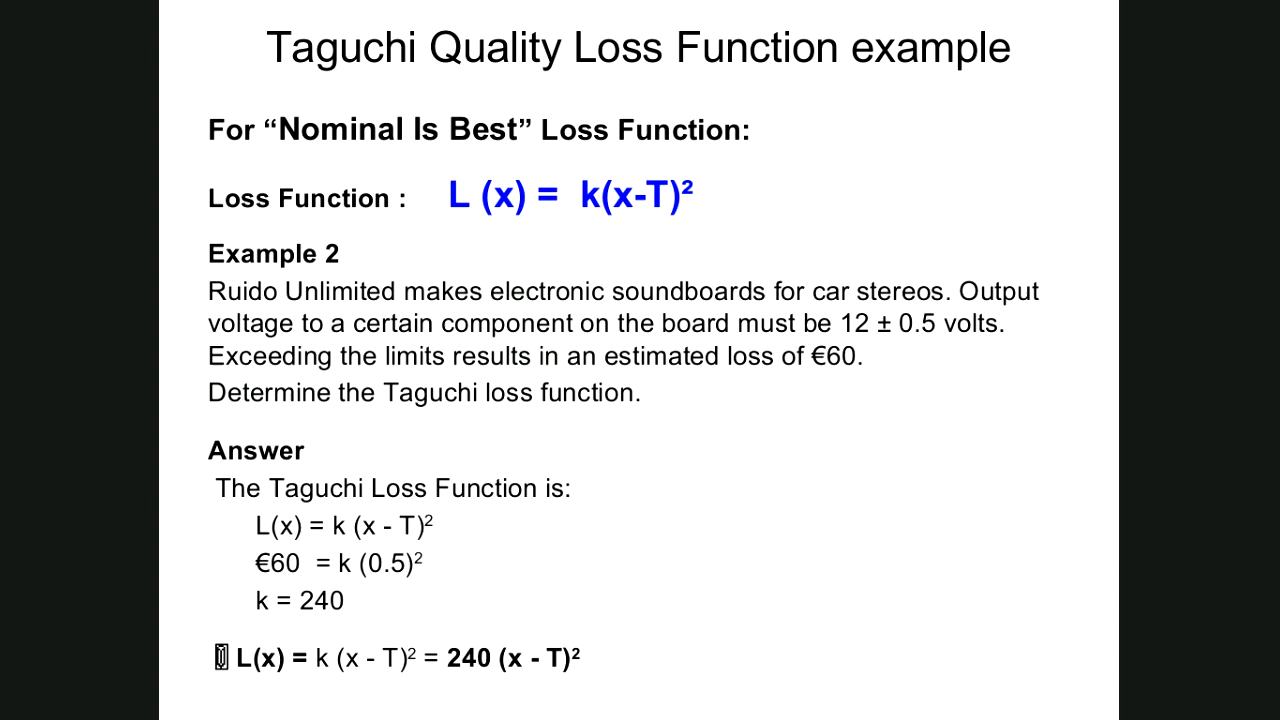 Taguchi Quality Loss Function example
For “Nominal Is Best” Loss Function:
Loss Function : L (x) = k(x-T)²
Example 2
Ruido Unlimited makes electronic soundboards for car stereos. Output
voltage to a certain component on the board must be 12 ± 0.5 volts.
Exceeding the limits results in an estimated loss of €60.
Determine the Taguchi loss function.
Answer
The Taguchi Loss Function is:
L(x) = k (x - T)²
€60 = k (0.5)²
k = 240
L(x) = k (x - T)² = 240 (x - T)²